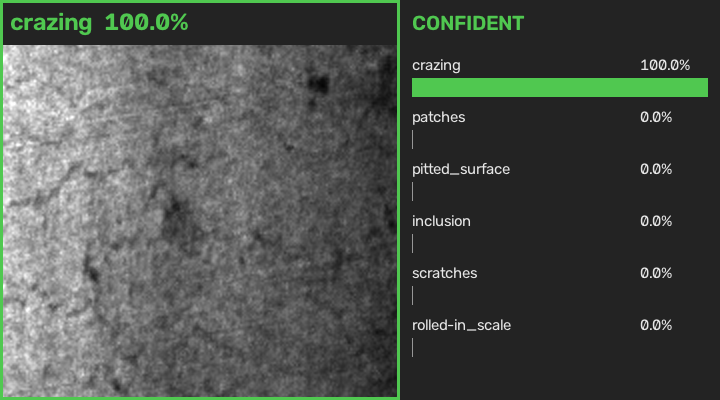 crazing 100.0%
CONFIDENT
crazing 100.0%
patches 0.0%
pitted_surface 0.0%
inclusion 0.0%
scratches 0.0%
rolled-in_scale 0.0%